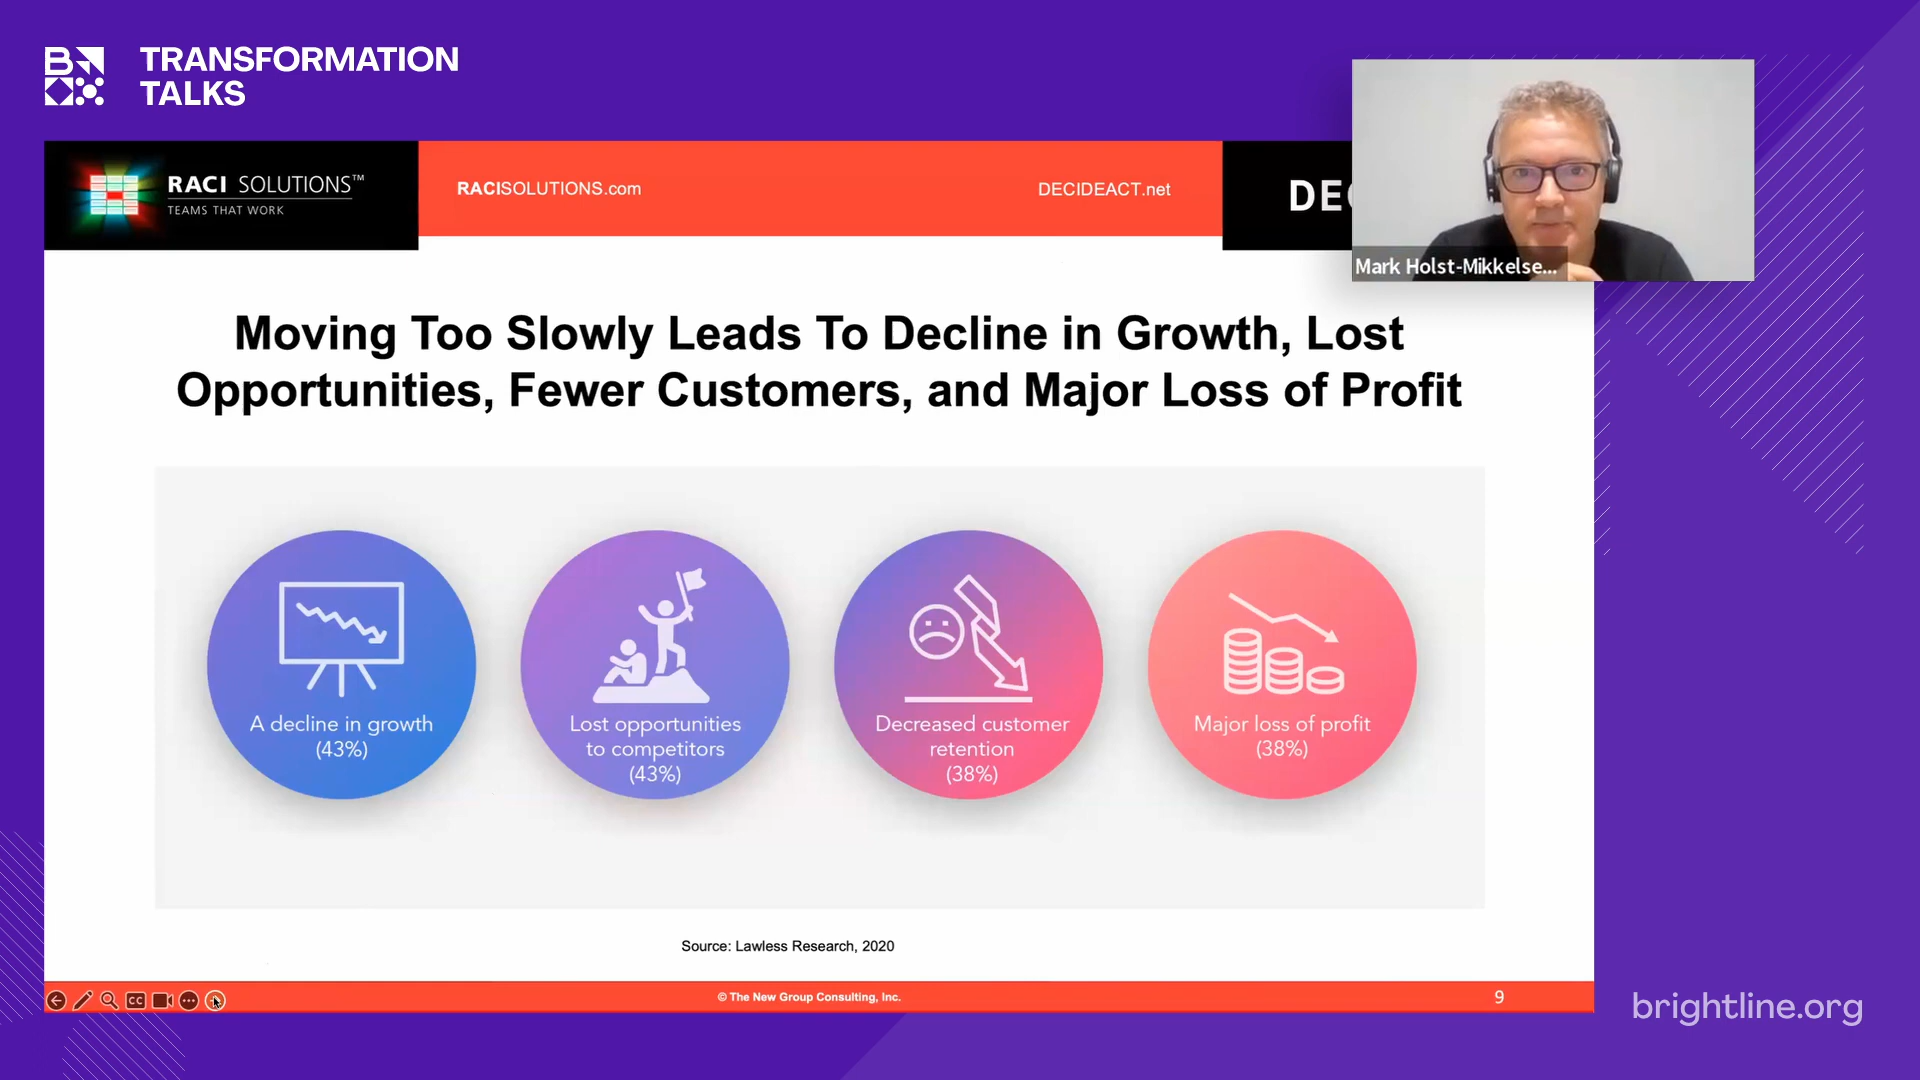 TRANSFORMATION
TALKS
RACI SOLUTIONS™
TEAMS THAT WORK
RACISOLUTIONS.com
DECIDEACT.net
Mark Holst-Mikkelse...
Moving Too Slowly Leads To Decline in Growth, Lost
Opportunities, Fewer Customers, and Major Loss of Profit
A decline in growth
(43%)
Lost opportunities
to competitors
(43%)
Decreased customer
retention
(38%)
Major loss of profit
(38%)
Source: Lawless Research, 2020
CC
© The New Group Consulting, Inc.
9
brightline.org